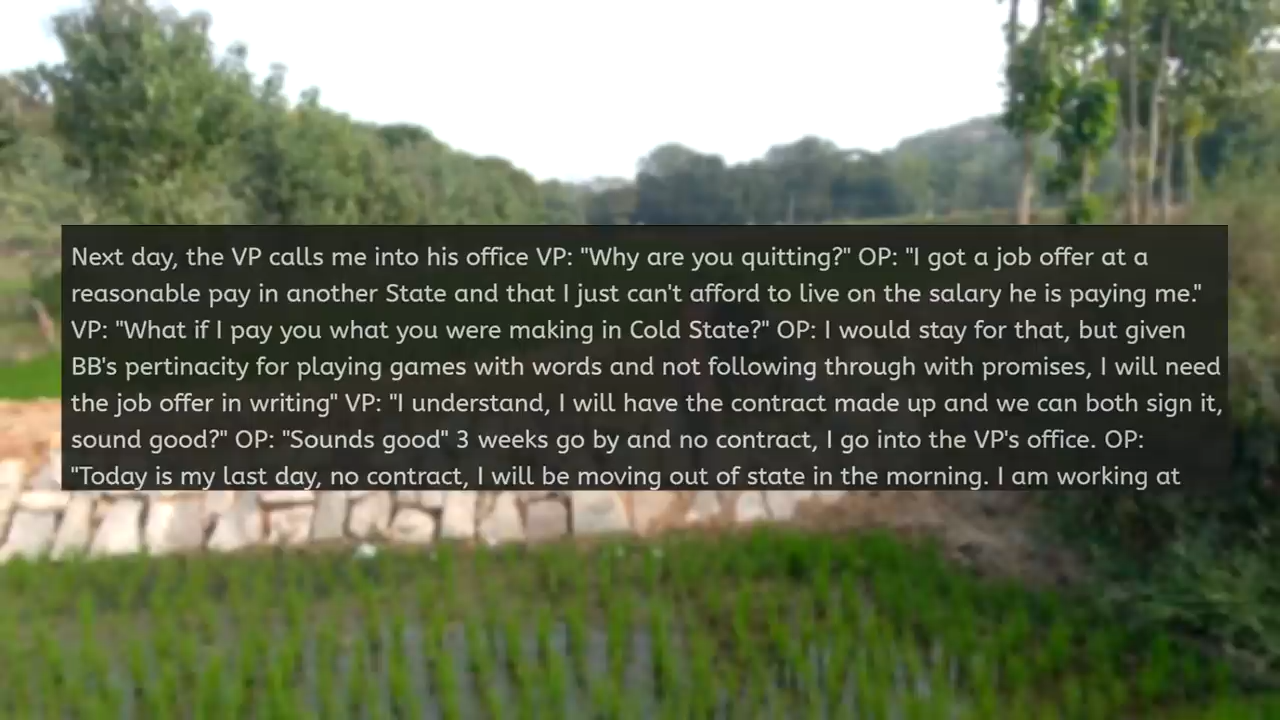 Next day, the VP calls me into his office VP: "Why are you quitting?" OP: "I got a job offer at a
reasonable pay in another State and that I just can't afford to live on the salary he is paying me."
VP: "What if I pay you what you were making in Cold State?" OP: I would stay for that, but given
BB's pertinacity for playing games with words and not following through with promises, I will need
the job offer in writing" VP: "I understand, I will have the contract made up and we can both sign it,
sound good?" OP: "Sounds good" 3 weeks go by and no contract, I go into the VP's office. OP:
"Today is my last day, no contract, I will be moving out of state in the morning. I am working at